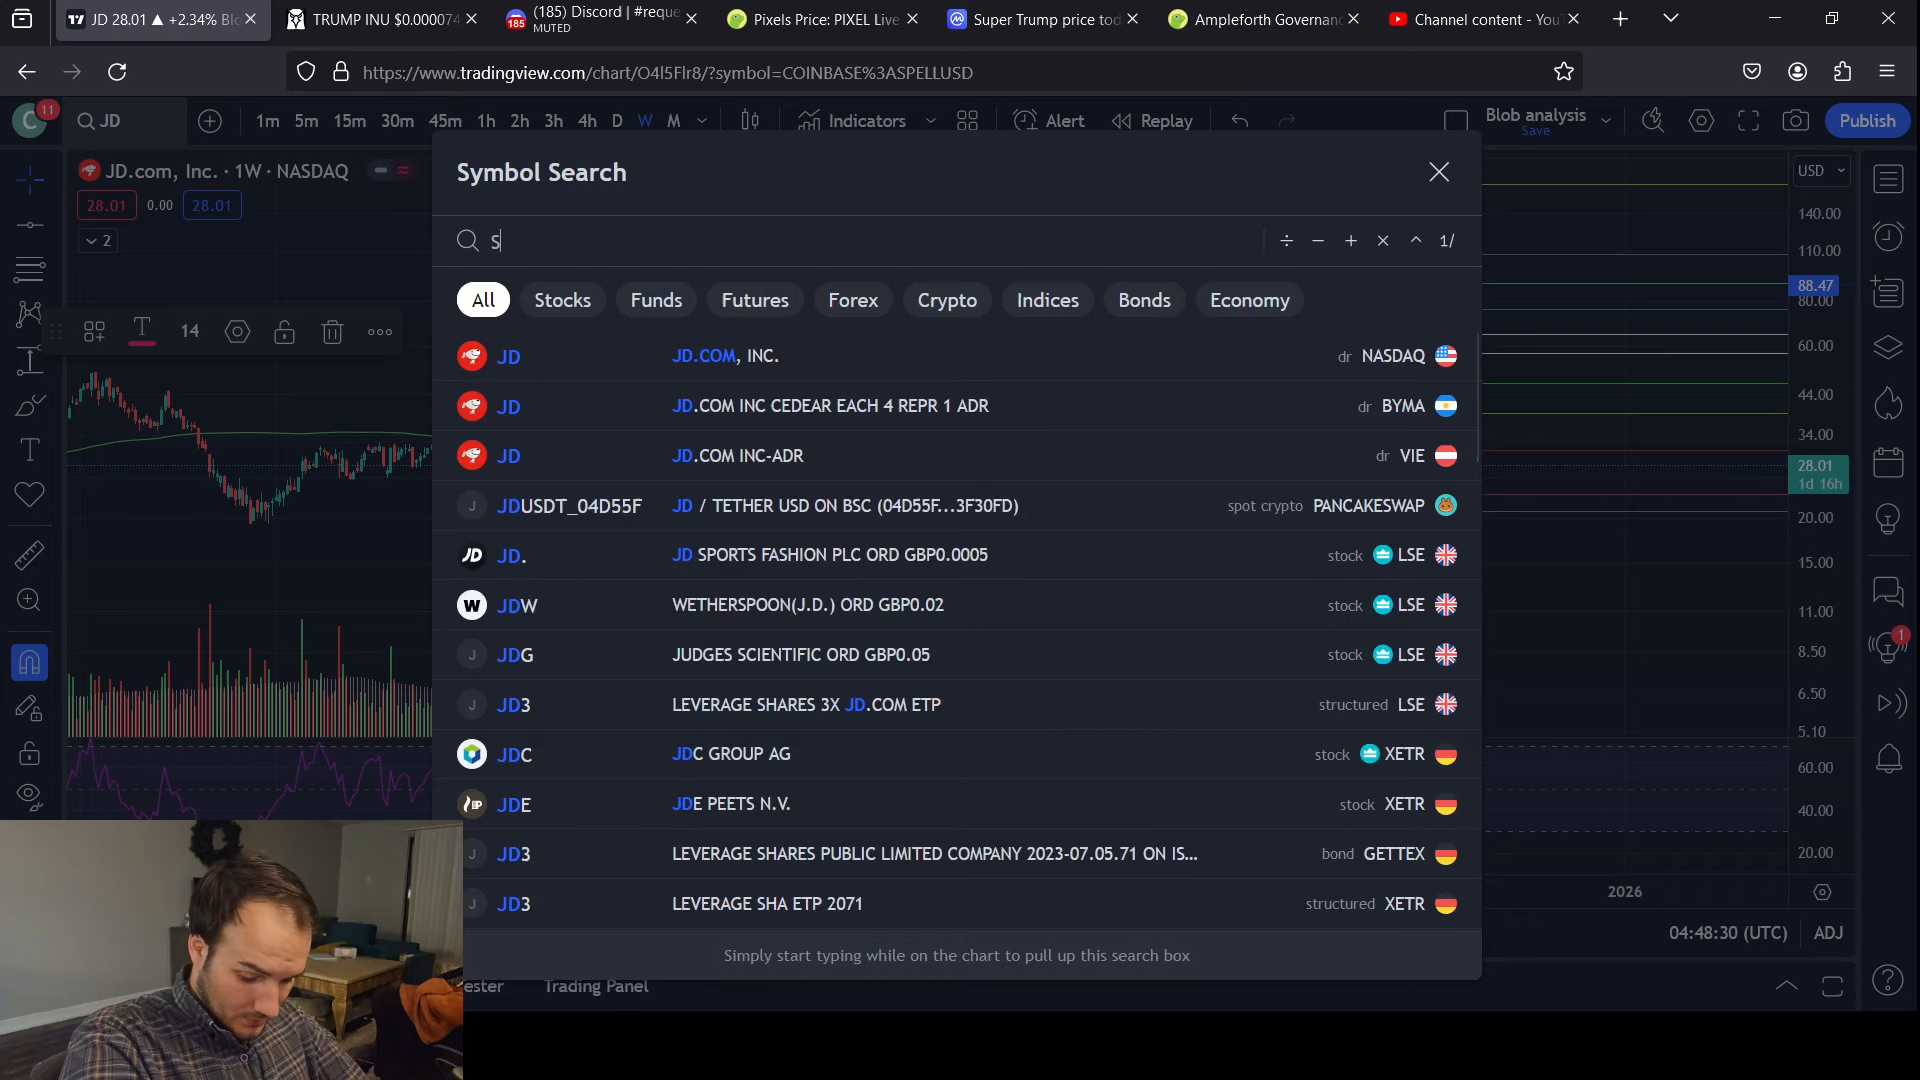 JD 28.01 ▲ +2.34% Bl
TRUMP INU $0.000074
(185) Discord | #reque
MUTED
185
Pixels Price: PIXEL Live
Super Trump price tod
Ampleforth Governanc
Channel content - YouT
https://www.tradingview.com/chart/O4l5Flr8/?symbol=COINBASE%3ASPELLUSD
C
11
JD
1m 5m 15m 30m 45m 1h 2h 3h 4h D W M
Indicators
Alert
Replay
Blob analysis
Save
Publish
JD.com, Inc. · 1W · NASDAQ
28.01 0.00 28.01
2
T 14
Symbol Search
S
÷ − + × ^ 1/
All Stocks Funds Futures Forex Crypto Indices Bonds Economy
JD JD.COM, INC. dr NASDAQ
JD JD.COM INC CEDEAR EACH 4 REPR 1 ADR dr BYMA
JD JD.COM INC-ADR dr VIE
J JDUSDT_04D55F JD / TETHER USD ON BSC (04D55F...3F30FD) spot crypto PANCAKESWAP
JD JD. JD SPORTS FASHION PLC ORD GBP0.0005 stock LSE
W JDW WETHERSPOON(J.D.) ORD GBP0.02 stock LSE
J JDG JUDGES SCIENTIFIC ORD GBP0.05 stock LSE
J JD3 LEVERAGE SHARES 3X JD.COM ETP structured LSE
JDC JDC GROUP AG stock XETR
JDE JDE PEETS N.V. stock XETR
J JD3 LEVERAGE SHARES PUBLIC LIMITED COMPANY 2023-07.05.71 ON IS... bond GETTEX
J JD3 LEVERAGE SHA ETP 2071 structured XETR
Simply start typing while on the chart to pull up this search box
USD
140.00
110.00
88.47
80.00
60.00
44.00
34.00
28.01
1d 16h
20.00
15.00
11.00
8.50
6.50
5.10
60.00
40.00
20.00
2026
04:48:30 (UTC) ADJ
ester
Trading Panel
1